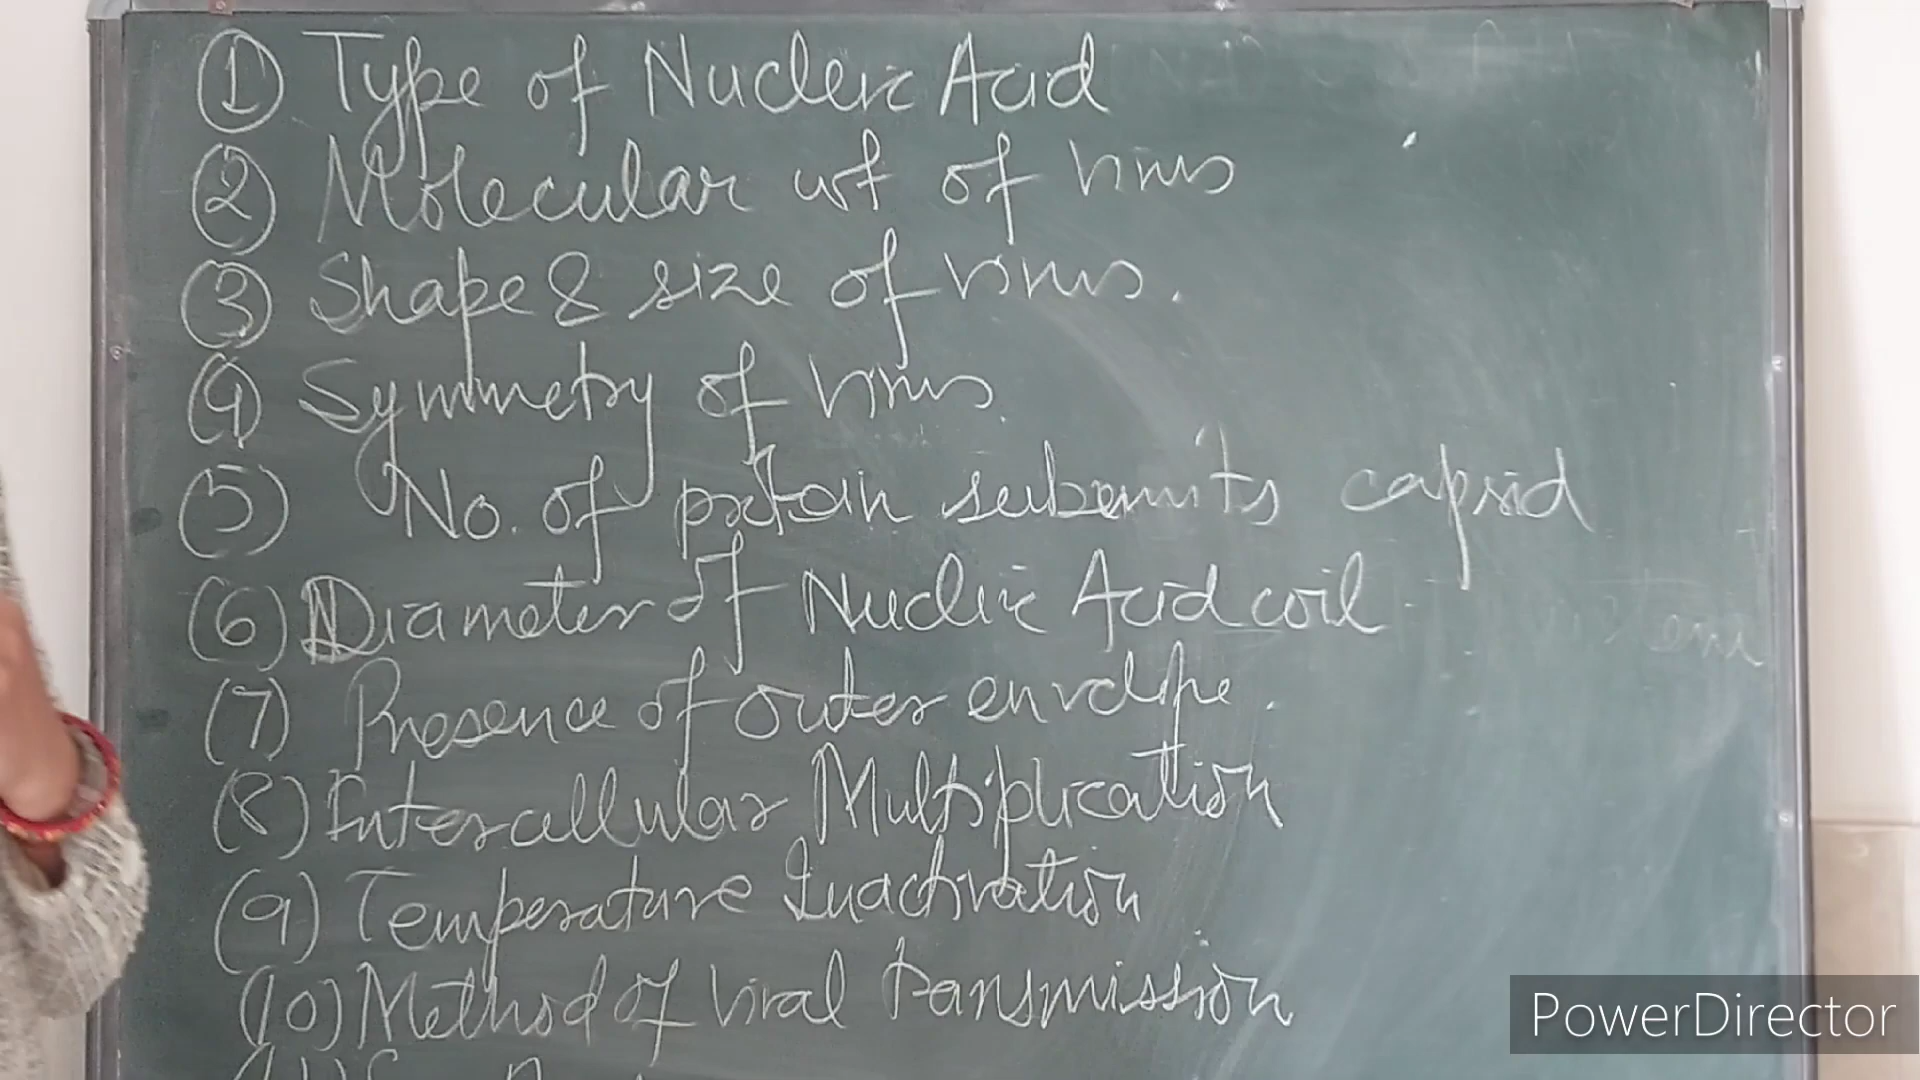 ① Type of Nucleic Acid
② Molecular wt of virus
③ Shape & size of virus.
④ Symmetry of virus.
(5) No. of protein subunits capsid
(6) Diameter of Nucleic Acid coil
(7) Presence of outer envelope.
(8) Intercellular Multiplication
(9) Temperature Inactivation
(10) Method of Viral transmission
PowerDirector